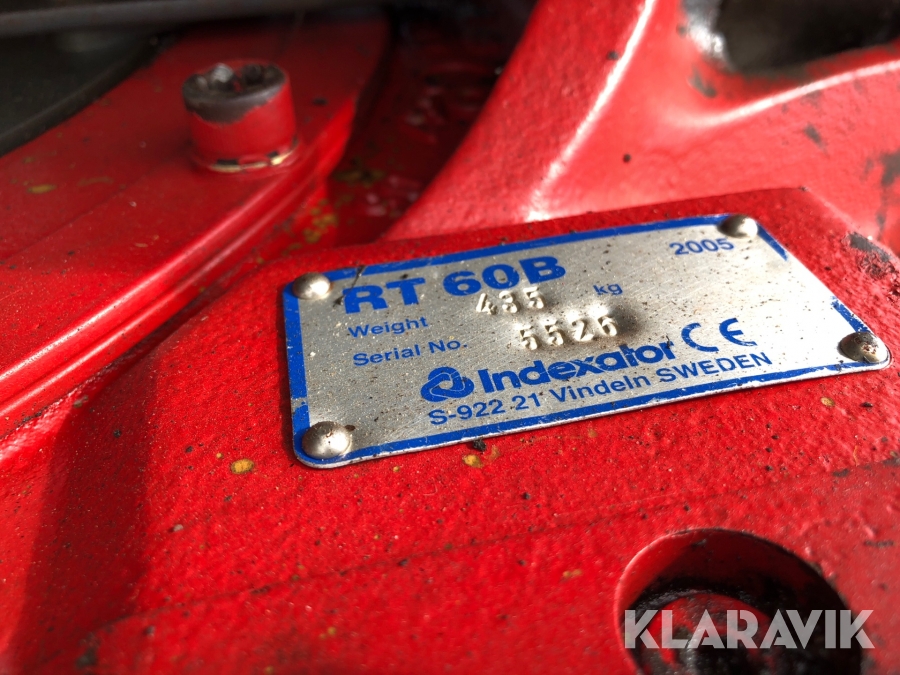 RT 60B 2005
Weight 435 kg
Serial No. 5526
Indexator CE
S-922 21 Vindeln SWEDEN
KLARAVIK